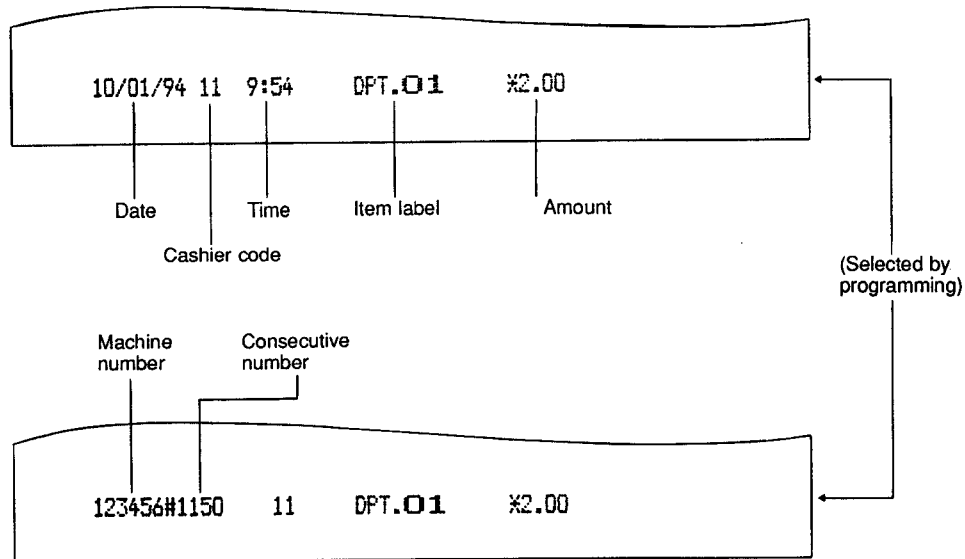 10/01/94 11 9:54 DPT.01 *2.00
Date Time Item label Amount
Cashier code
(Selected by
programming)
Machine
number
Consecutive
number
123456#1150 11 DPT.01 *2.00